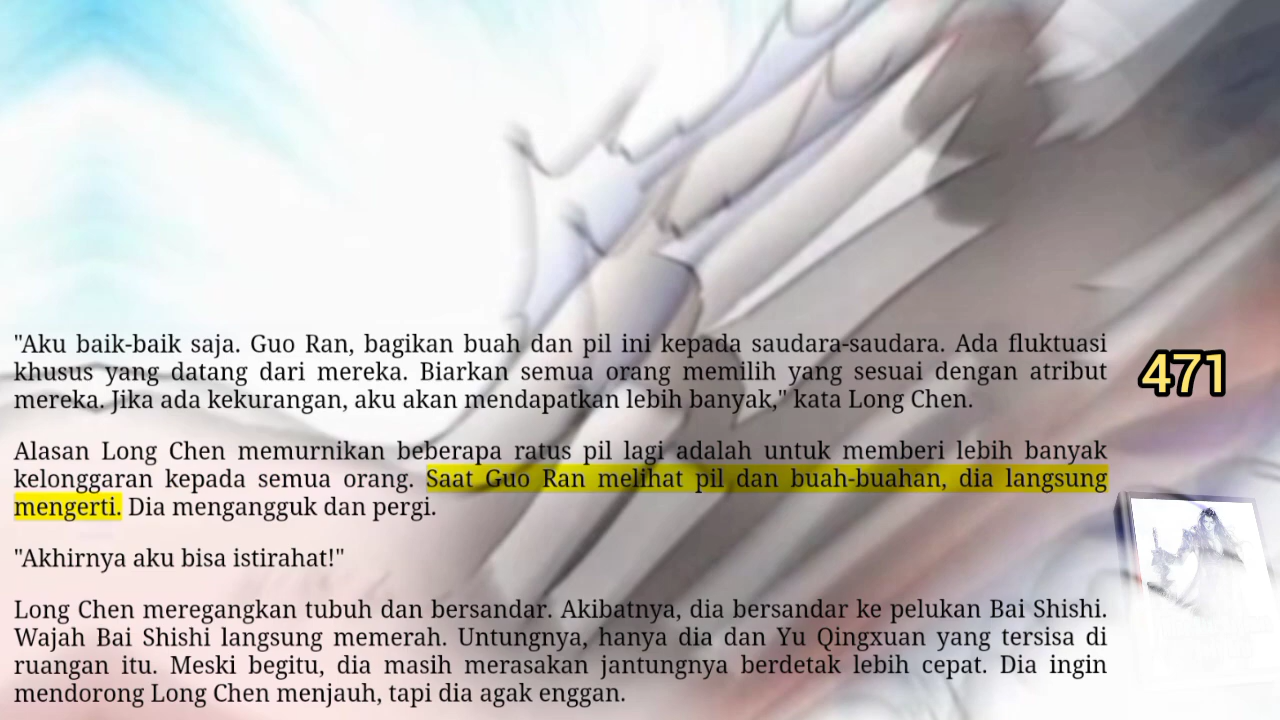 "Aku baik-baik saja. Guo Ran, bagikan buah dan pil ini kepada saudara-saudara. Ada fluktuasi
khusus yang datang dari mereka. Biarkan semua orang memilih yang sesuai dengan atribut
mereka. Jika ada kekurangan, aku akan mendapatkan lebih banyak," kata Long Chen.
471
Alasan Long Chen memurnikan beberapa ratus pil lagi adalah untuk memberi lebih banyak
kelonggaran kepada semua orang. Saat Guo Ran melihat pil dan buah-buahan, dia langsung
mengerti. Dia mengangguk dan pergi.
"Akhirnya aku bisa istirahat!"
Long Chen meregangkan tubuh dan bersandar. Akibatnya, dia bersandar ke pelukan Bai Shishi.
Wajah Bai Shishi langsung memerah. Untungnya, hanya dia dan Yu Qingxuan yang tersisa di
ruangan itu. Meski begitu, dia masih merasakan jantungnya berdetak lebih cepat. Dia ingin
mendorong Long Chen menjauh, tapi dia agak enggan.